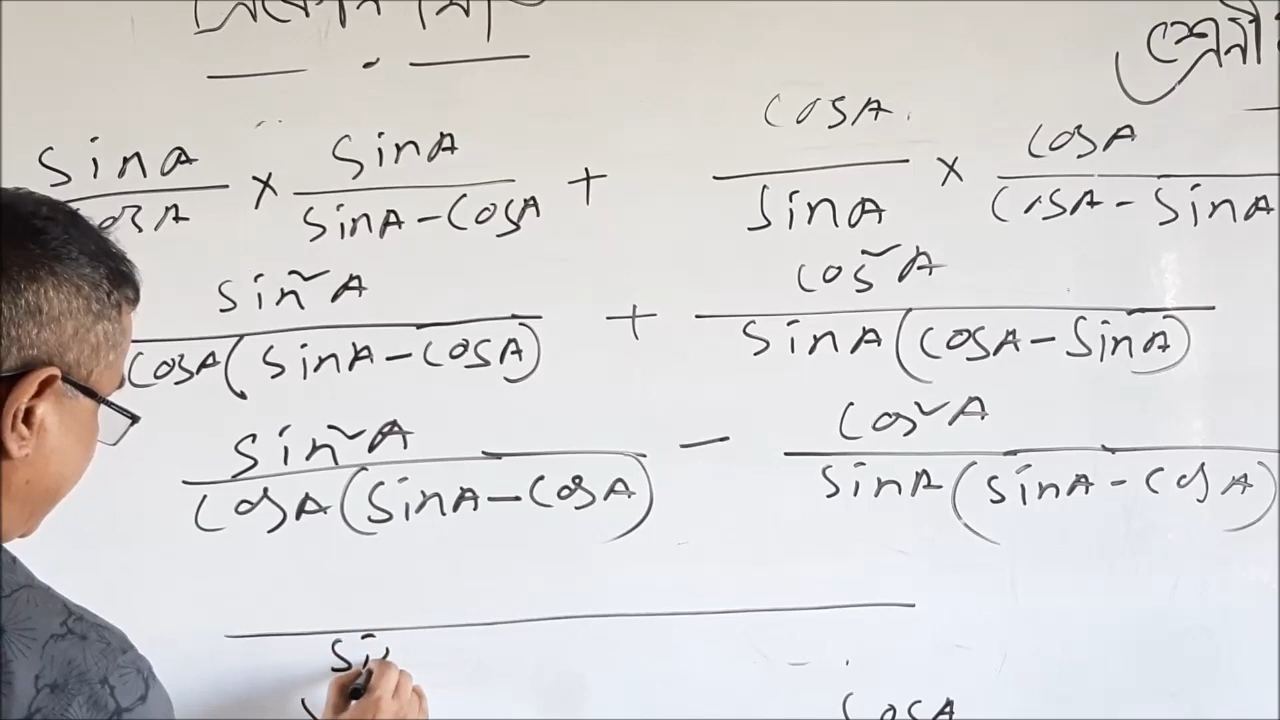 শ্রেণী
sinA/cosA × sinA/(sinA - cosA) + cosA/sinA × cosA/(cosA - sinA)
sin²A/(cosA(sinA - cosA)) + cos²A/(sinA(cosA - sinA))
sin²A/(cosA(sinA - cosA)) - cos²A/(sinA(sinA - cosA))
si
cosA